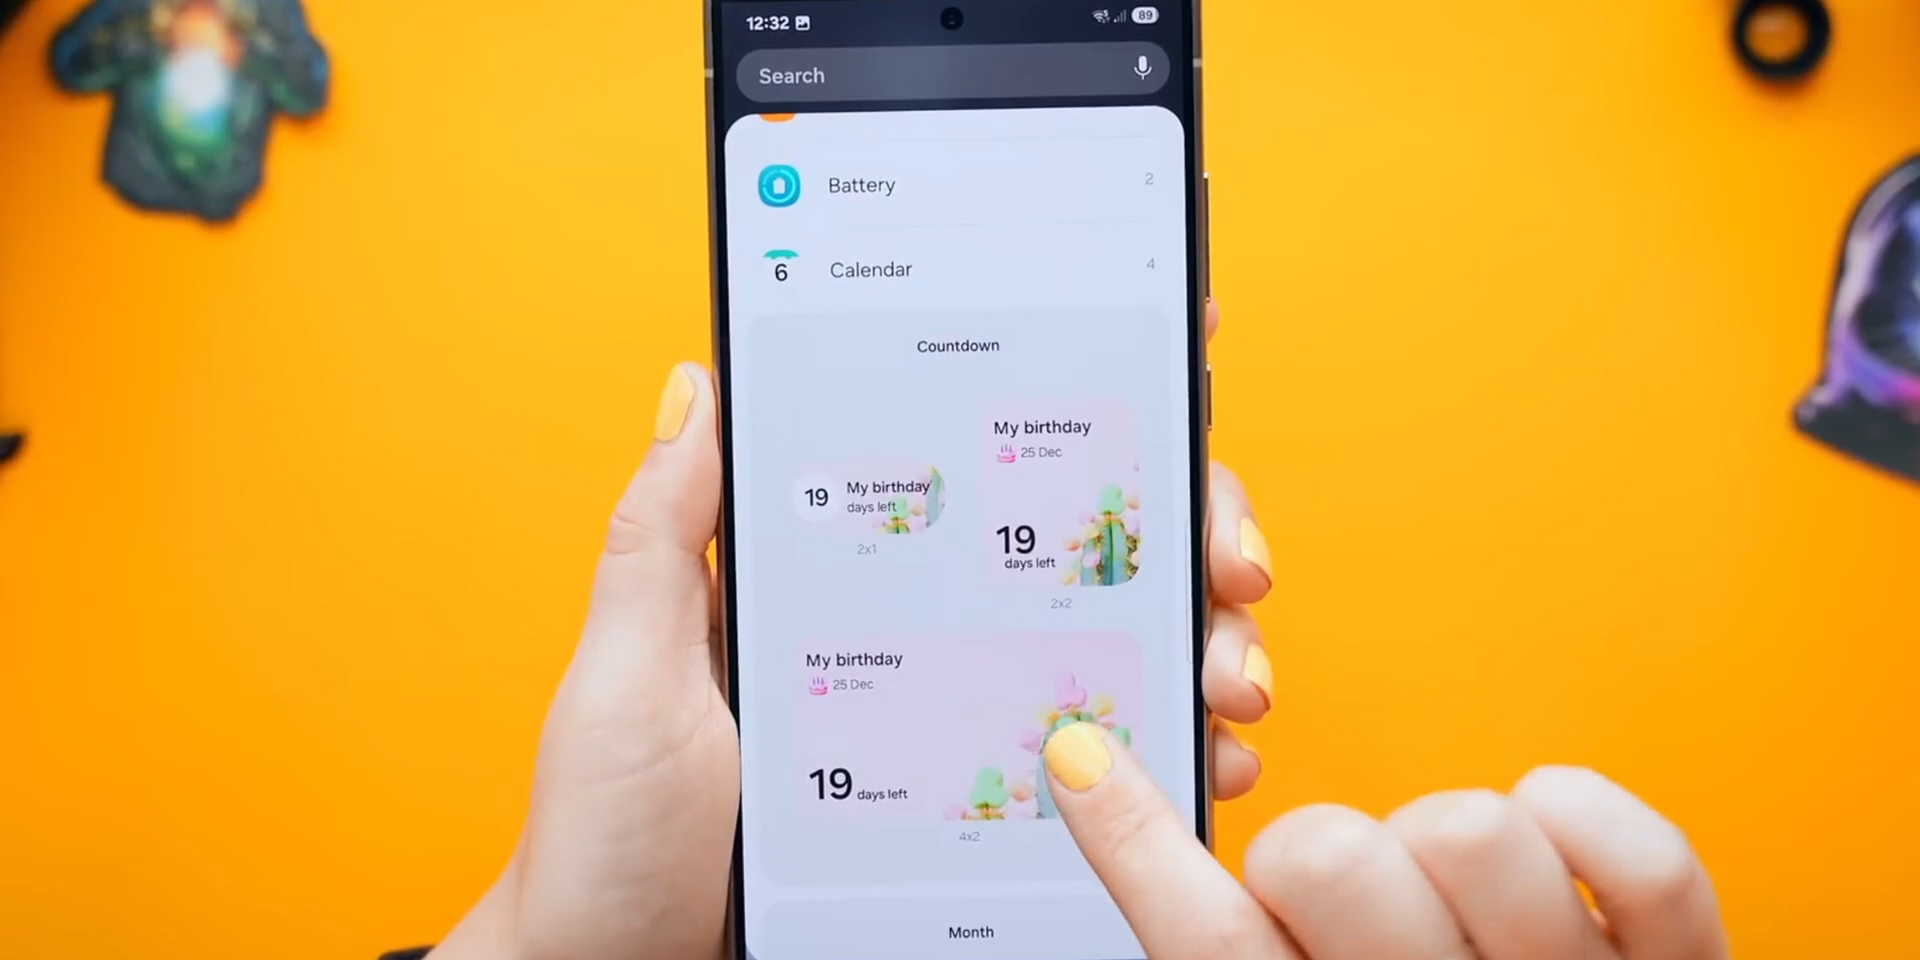 12:32
89
Search
Battery
2
6
Calendar
4
Countdown
19
My birthday
days left
2x1
My birthday
25 Dec
19
days left
2x2
My birthday
25 Dec
19 days left
4x2
Month